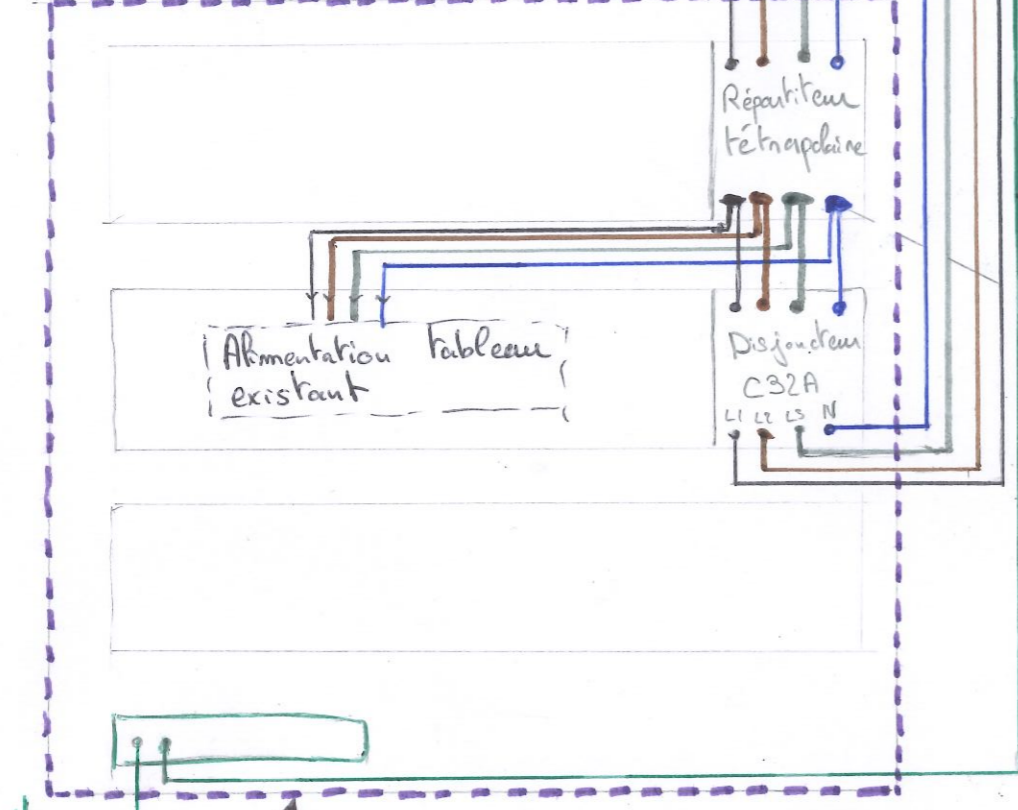 Répartiteur
tétrapolaire
Alimentation tableau
existant
Disjoncteur
C32A
L1 L2 L3 N